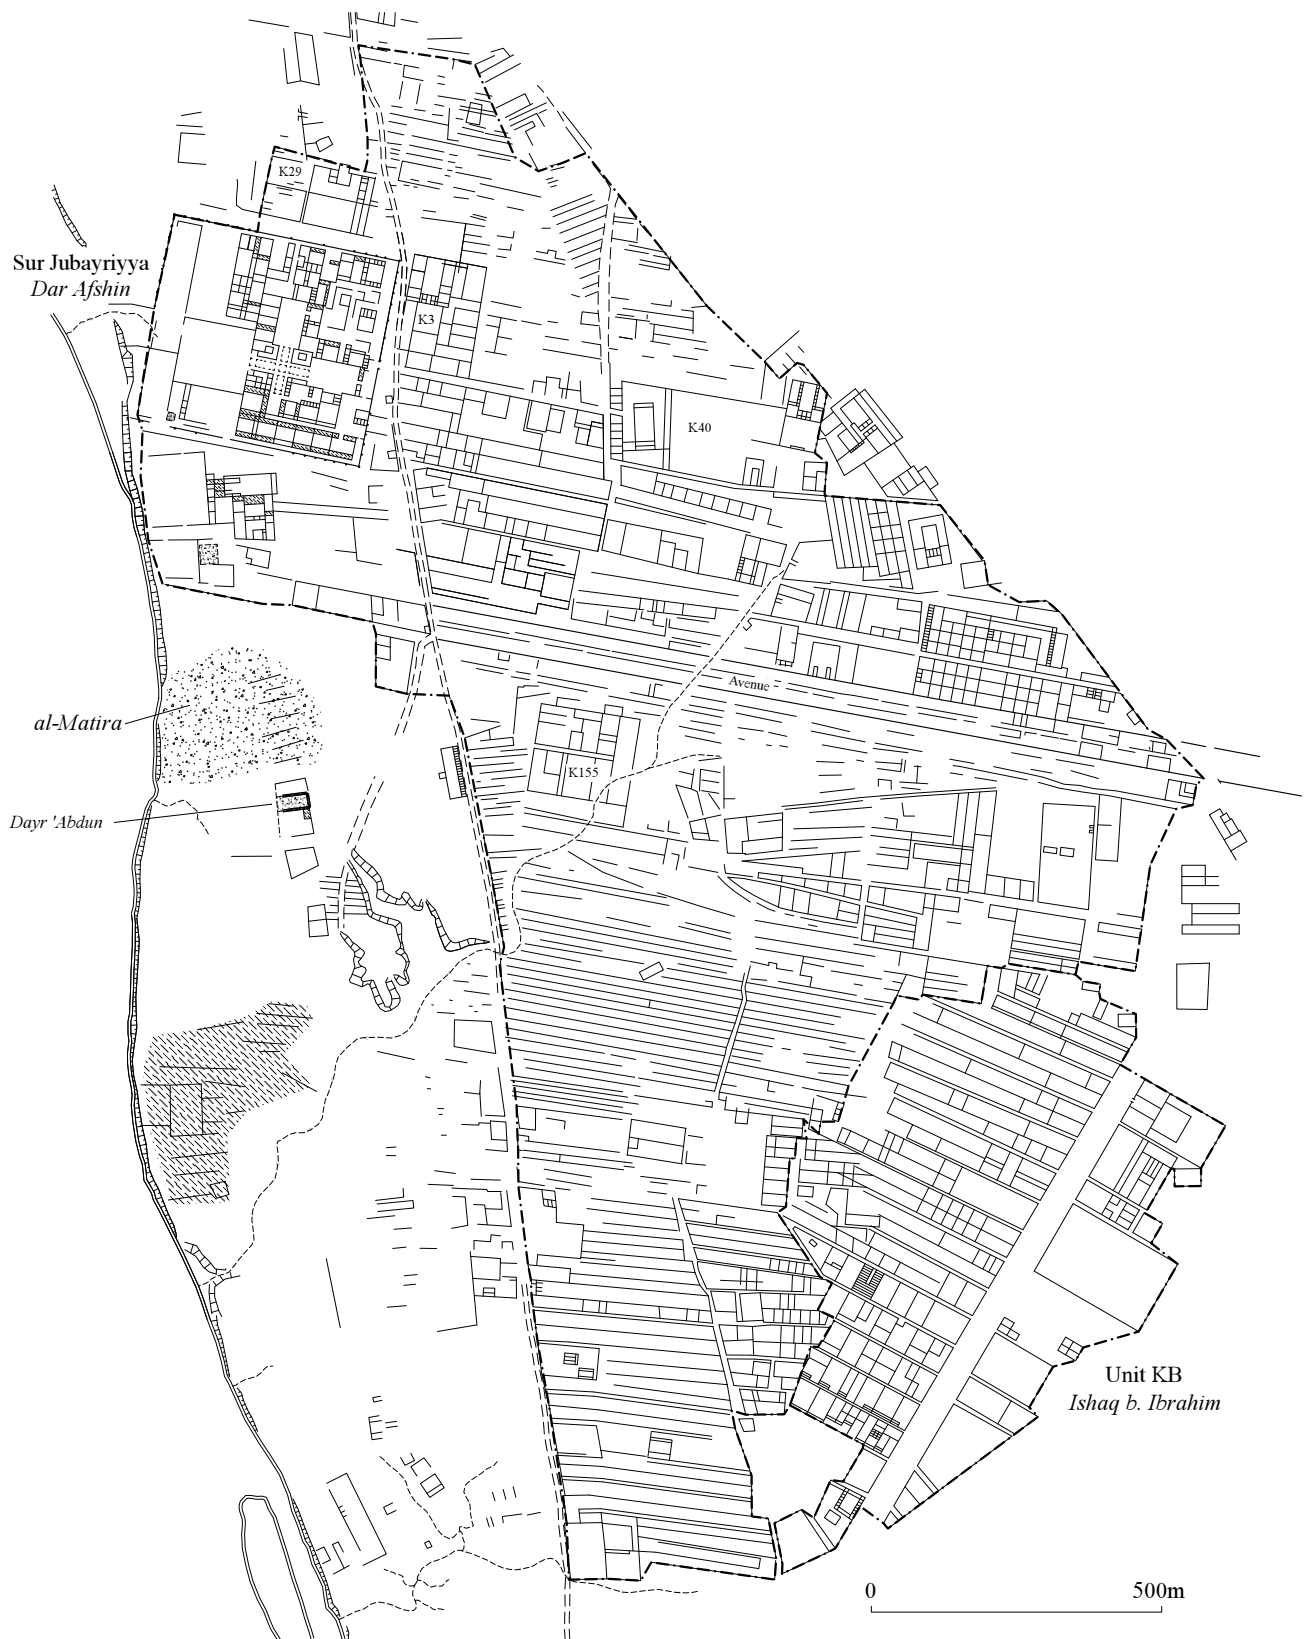 K29
Sur Jubayriyya
Dar Afshin
K3
K40
Avenue
al-Matira
K155
Dayr 'Abdun
Unit KB
Ishaq b. Ibrahim
0 500m